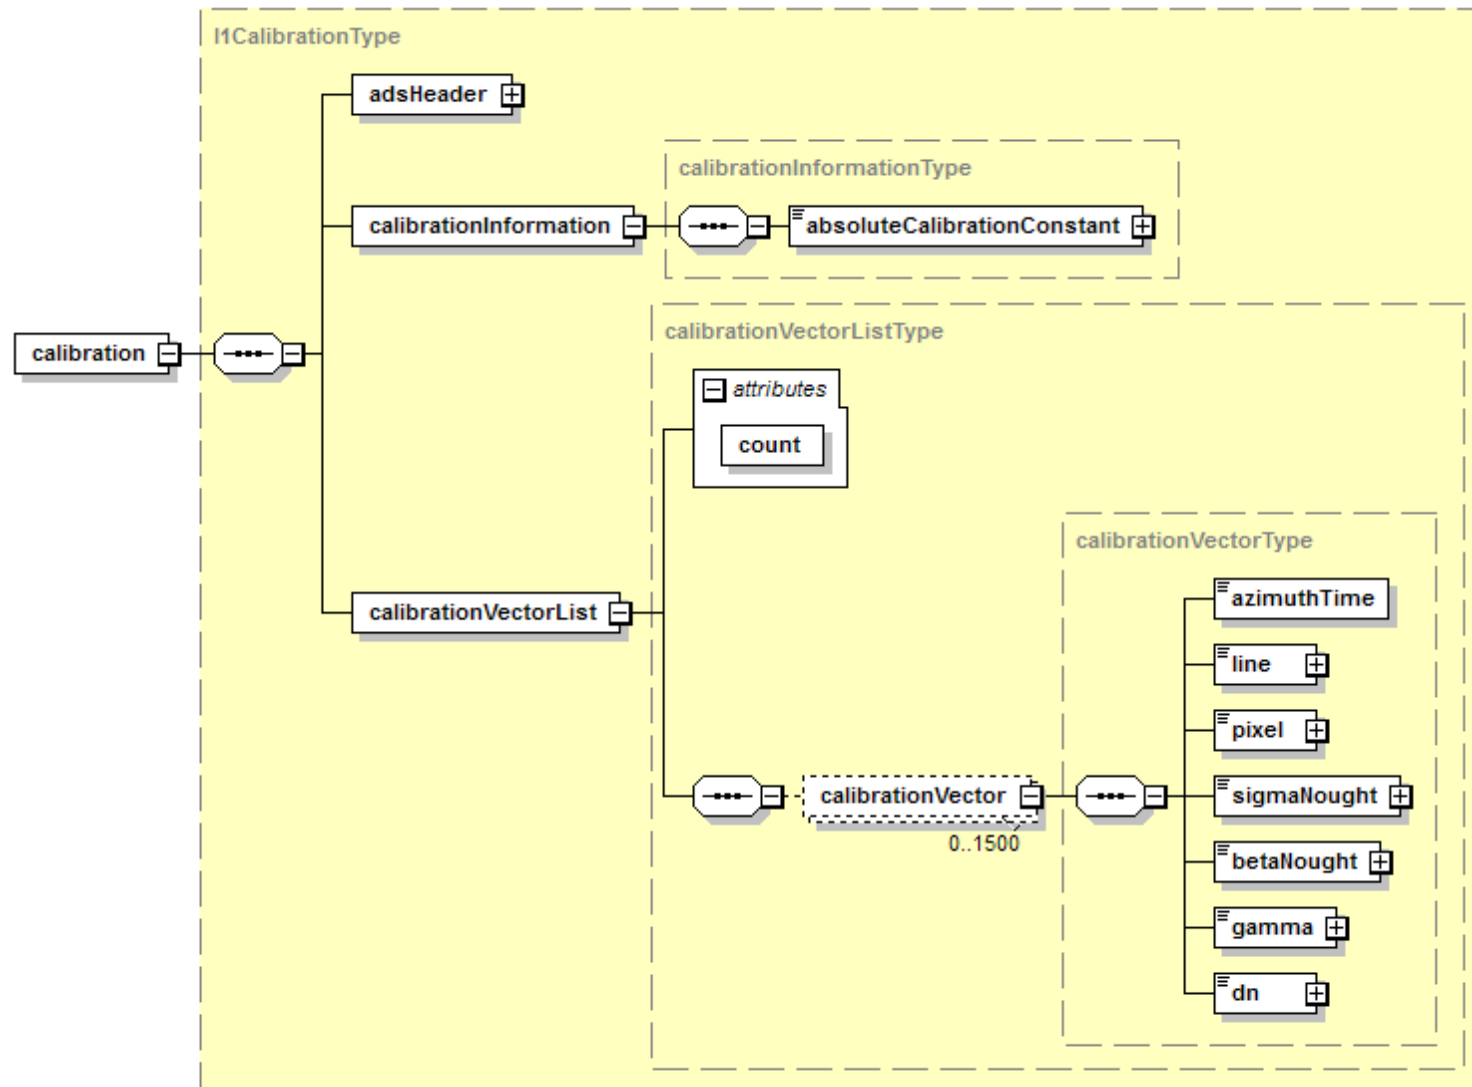 l1CalibrationType
adsHeader
calibrationInformationType
calibrationInformation
absoluteCalibrationConstant
calibrationVectorListType
calibration
attributes
count
calibrationVectorType
azimuthTime
calibrationVectorList
line
pixel
calibrationVector
sigmaNought
0..1500
betaNought
gamma
dn